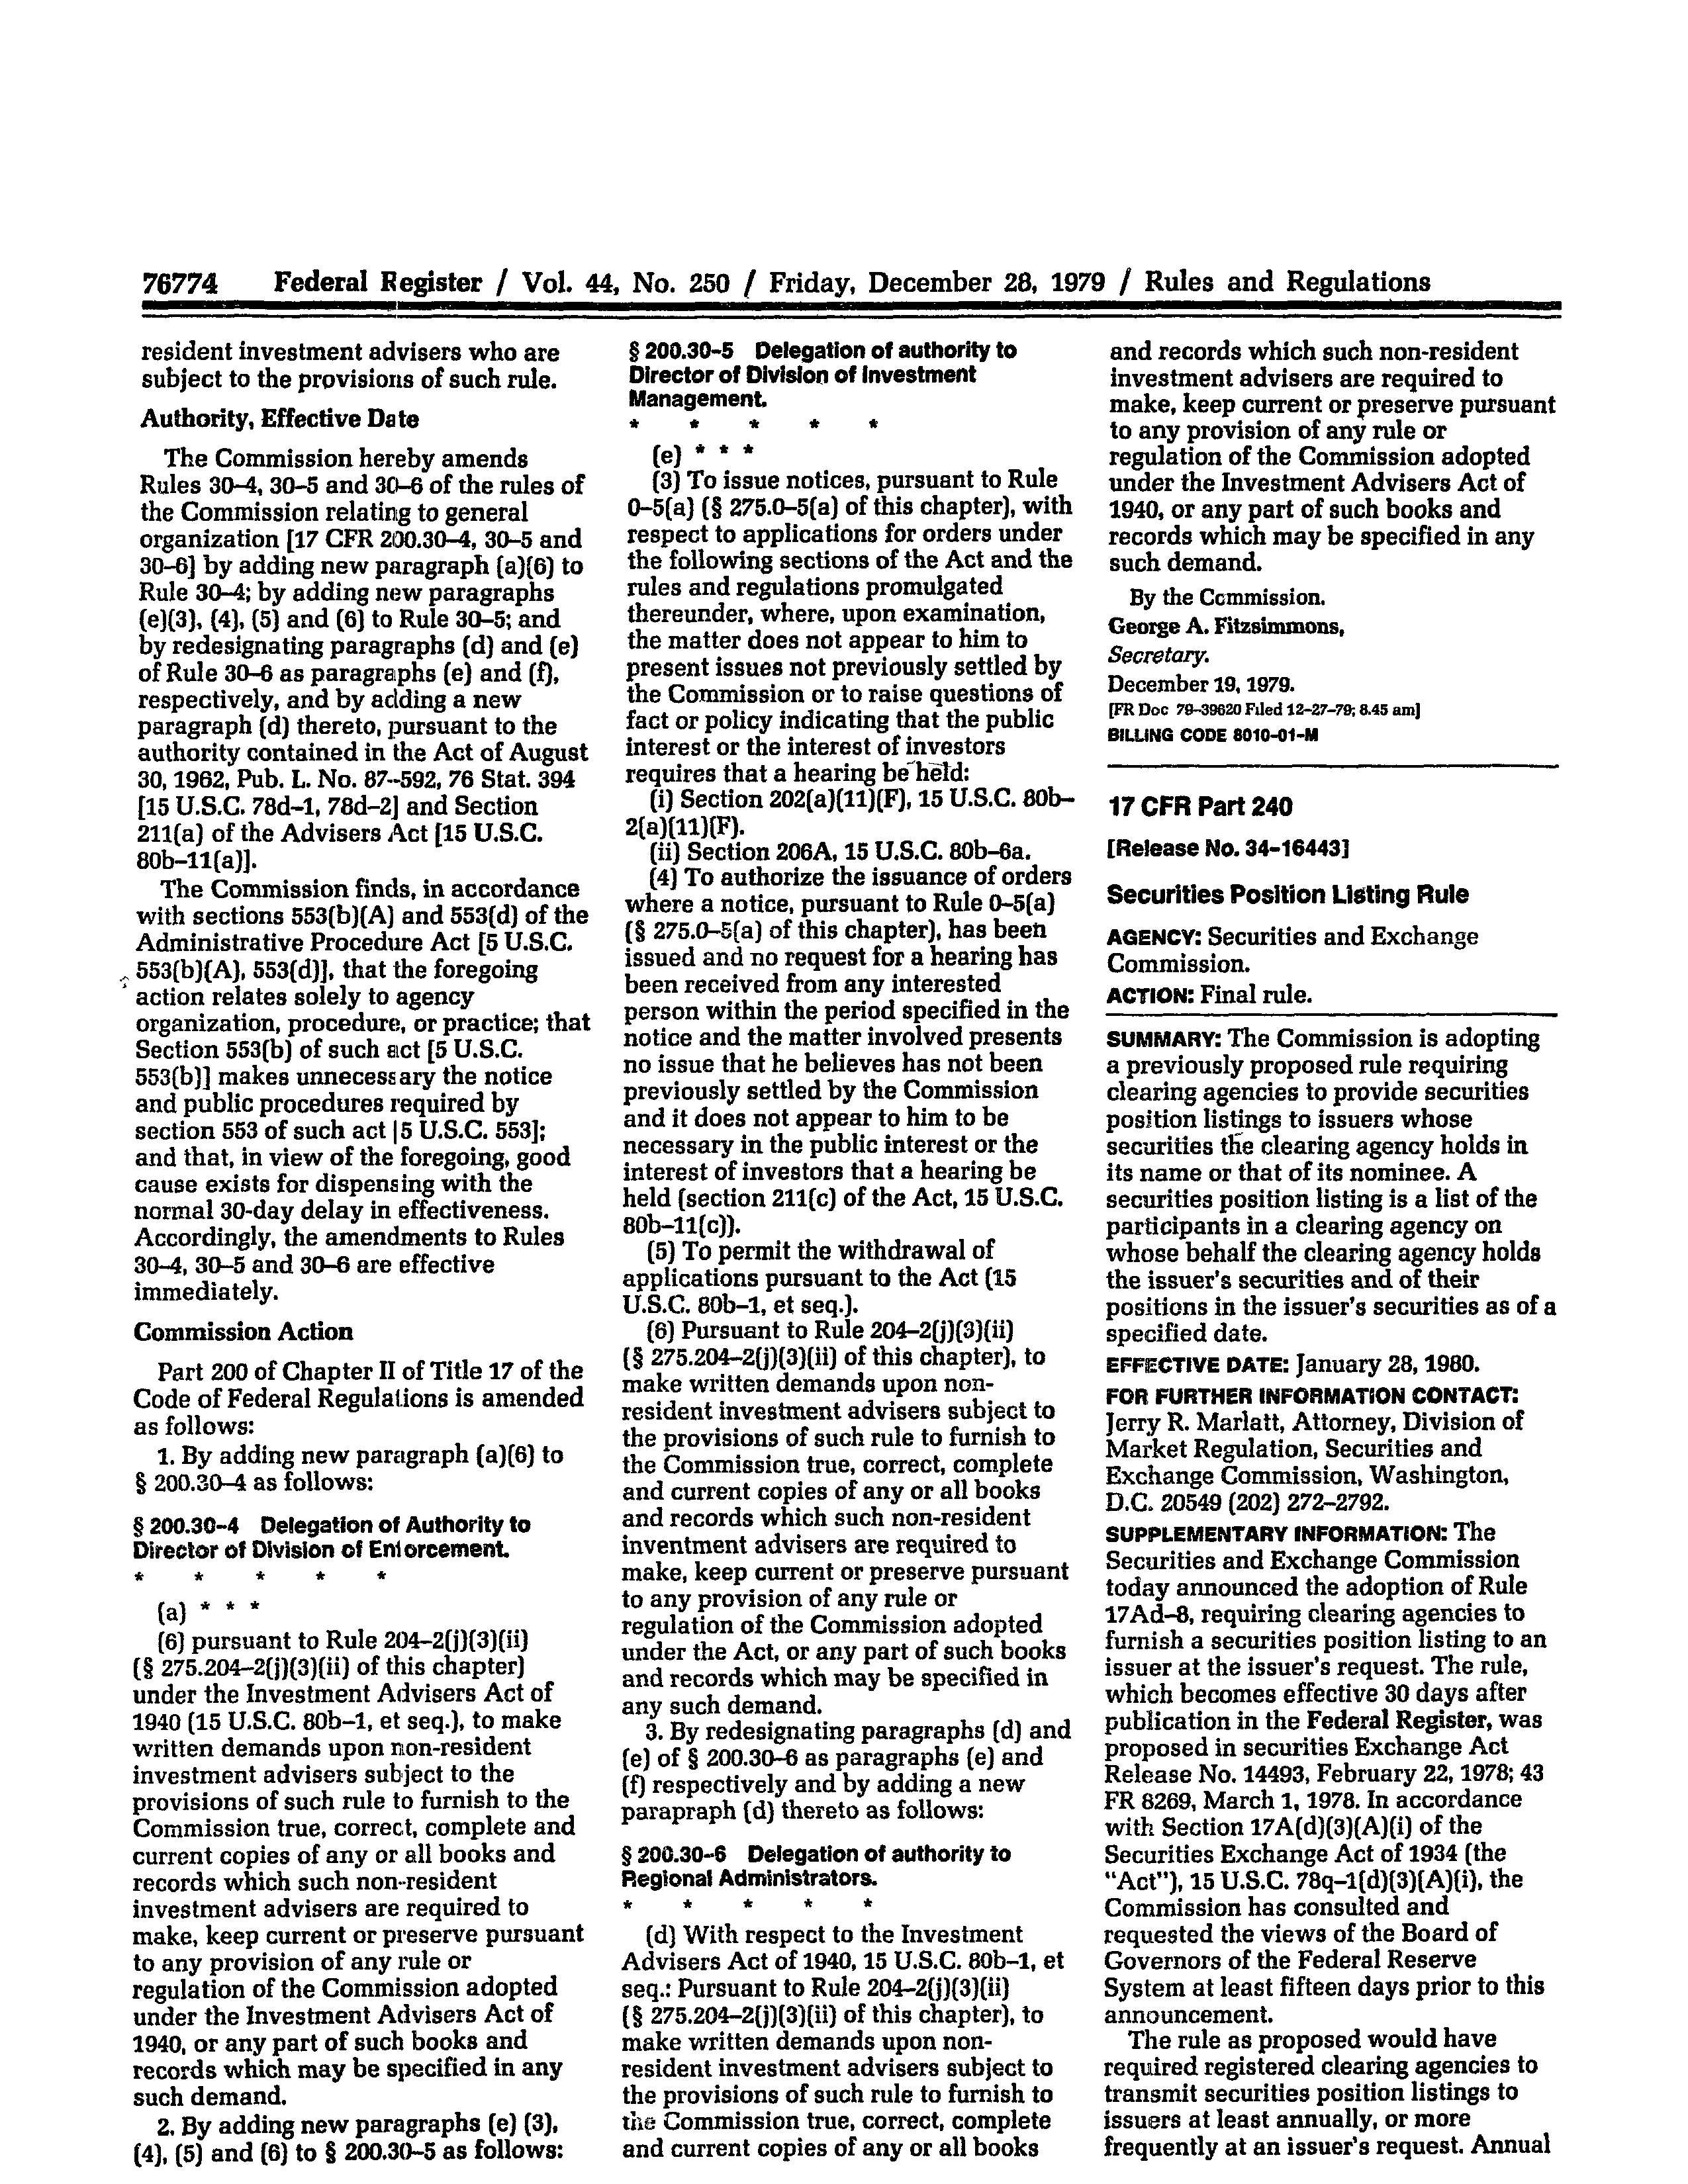 76774 Federal Register / Vol. 44, No. 250 / Friday, December 28, 1979 / Rules and Regulations
resident investment advisers who are
subject to the provisions of such rule.
Authority, Effective Date
The Commission hereby amends
Rules 30–4, 30–5 and 30–6 of the rules of
the Commission relating to general
organization [17 CFR 200.30–4, 30–5 and
30–6] by adding new paragraph (a)(6) to
Rule 30–4; by adding new paragraphs
(e)(3), (4), (5) and (6) to Rule 30–5; and
by redesignating paragraphs (d) and (e)
of Rule 30–6 as paragraphs (e) and (f),
respectively, and by adding a new
paragraph (d) thereto, pursuant to the
authority contained in the Act of August
30, 1962, Pub. L. No. 87–592, 76 Stat. 394
[15 U.S.C. 78d–1, 78d–2] and Section
211(a) of the Advisers Act [15 U.S.C.
80b–11(a)].
The Commission finds, in accordance
with sections 553(b)(A) and 553(d) of the
Administrative Procedure Act [5 U.S.C.
553(b)(A), 553(d)], that the foregoing
action relates solely to agency
organization, procedure, or practice; that
Section 553(b) of such act [5 U.S.C.
553(b)] makes unnecessary the notice
and public procedures required by
section 553 of such act [5 U.S.C. 553];
and that, in view of the foregoing, good
cause exists for dispensing with the
normal 30-day delay in effectiveness.
Accordingly, the amendments to Rules
30–4, 30–5 and 30–6 are effective
immediately.
Commission Action
Part 200 of Chapter II of Title 17 of the
Code of Federal Regulations is amended
as follows:
1. By adding new paragraph (a)(6) to
§ 200.30–4 as follows:
§ 200.30–4 Delegation of Authority to
Director of Division of Enforcement.
* * * * *
(a) * * *
(6) pursuant to Rule 204–2(j)(3)(ii)
(§ 275.204–2(j)(3)(ii) of this chapter)
under the Investment Advisers Act of
1940 (15 U.S.C. 80b–1, et seq.), to make
written demands upon non-resident
investment advisers subject to the
provisions of such rule to furnish to the
Commission true, correct, complete and
current copies of any or all books and
records which such non-resident
investment advisers are required to
make, keep current or preserve pursuant
to any provision of any rule or
regulation of the Commission adopted
under the Investment Advisers Act of
1940, or any part of such books and
records which may be specified in any
such demand.
2. By adding new paragraphs (e) (3),
(4), (5) and (6) to § 200.30–5 as follows:
§ 200.30–5 Delegation of authority to
Director of Division of Investment
Management.
* * * * *
(e) * * *
(3) To issue notices, pursuant to Rule
0–5(a) (§ 275.0–5(a) of this chapter), with
respect to applications for orders under
the following sections of the Act and the
rules and regulations promulgated
thereunder, where, upon examination,
the matter does not appear to him to
present issues not previously settled by
the Commission or to raise questions of
fact or policy indicating that the public
interest or the interest of investors
requires that a hearing be held:
(i) Section 202(a)(11)(F), 15 U.S.C. 80b–
2(a)(11)(F).
(ii) Section 206A, 15 U.S.C. 80b–6a.
(4) To authorize the issuance of orders
where a notice, pursuant to Rule 0–5(a)
(§ 275.0–5(a) of this chapter), has been
issued and no request for a hearing has
been received from any interested
person within the period specified in the
notice and the matter involved presents
no issue that he believes has not been
previously settled by the Commission
and it does not appear to him to be
necessary in the public interest or the
interest of investors that a hearing be
held (section 211(c) of the Act, 15 U.S.C.
80b–11(c)).
(5) To permit the withdrawal of
applications pursuant to the Act (15
U.S.C. 80b–1, et seq.).
(6) Pursuant to Rule 204–2(j)(3)(ii)
(§ 275.204–2(j)(3)(ii) of this chapter), to
make written demands upon non-
resident investment advisers subject to
the provisions of such rule to furnish to
the Commission true, correct, complete
and current copies of any or all books
and records which such non-resident
inventment advisers are required to
make, keep current or preserve pursuant
to any provision of any rule or
regulation of the Commission adopted
under the Act, or any part of such books
and records which may be specified in
any such demand.
3. By redesignating paragraphs (d) and
(e) of § 200.30–6 as paragraphs (e) and
(f) respectively and by adding a new
parapraph (d) thereto as follows:
§ 200.30–6 Delegation of authority to
Regional Administrators.
* * * * *
(d) With respect to the Investment
Advisers Act of 1940, 15 U.S.C. 80b–1, et
seq.: Pursuant to Rule 204–2(j)(3)(ii)
(§ 275.204–2(j)(3)(ii) of this chapter), to
make written demands upon non-
resident investment advisers subject to
the provisions of such rule to furnish to
the Commission true, correct, complete
and current copies of any or all books
and records which such non-resident
investment advisers are required to
make, keep current or preserve pursuant
to any provision of any rule or
regulation of the Commission adopted
under the Investment Advisers Act of
1940, or any part of such books and
records which may be specified in any
such demand.
By the Commission.
George A. Fitzsimmons,
Secretary.
December 19, 1979.
[FR Doc 79–39620 Filed 12–27–79; 8.45 am]
BILLING CODE 8010–01–M
17 CFR Part 240
[Release No. 34–16443]
Securities Position Listing Rule
AGENCY: Securities and Exchange
Commission.
ACTION: Final rule.
SUMMARY: The Commission is adopting
a previously proposed rule requiring
clearing agencies to provide securities
position listings to issuers whose
securities the clearing agency holds in
its name or that of its nominee. A
securities position listing is a list of the
participants in a clearing agency on
whose behalf the clearing agency holds
the issuer's securities and of their
positions in the issuer's securities as of a
specified date.
EFFECTIVE DATE: January 28, 1980.
FOR FURTHER INFORMATION CONTACT:
Jerry R. Marlatt, Attorney, Division of
Market Regulation, Securities and
Exchange Commission, Washington,
D.C. 20549 (202) 272–2792.
SUPPLEMENTARY INFORMATION: The
Securities and Exchange Commission
today announced the adoption of Rule
17Ad–8, requiring clearing agencies to
furnish a securities position listing to an
issuer at the issuer's request. The rule,
which becomes effective 30 days after
publication in the Federal Register, was
proposed in securities Exchange Act
Release No. 14493, February 22, 1978; 43
FR 8269, March 1, 1978. In accordance
with Section 17A(d)(3)(A)(i) of the
Securities Exchange Act of 1934 (the
"Act"), 15 U.S.C. 78q–1(d)(3)(A)(i), the
Commission has consulted and
requested the views of the Board of
Governors of the Federal Reserve
System at least fifteen days prior to this
announcement.
The rule as proposed would have
required registered clearing agencies to
transmit securities position listings to
issuers at least annually, or more
frequently at an issuer's request. Annual